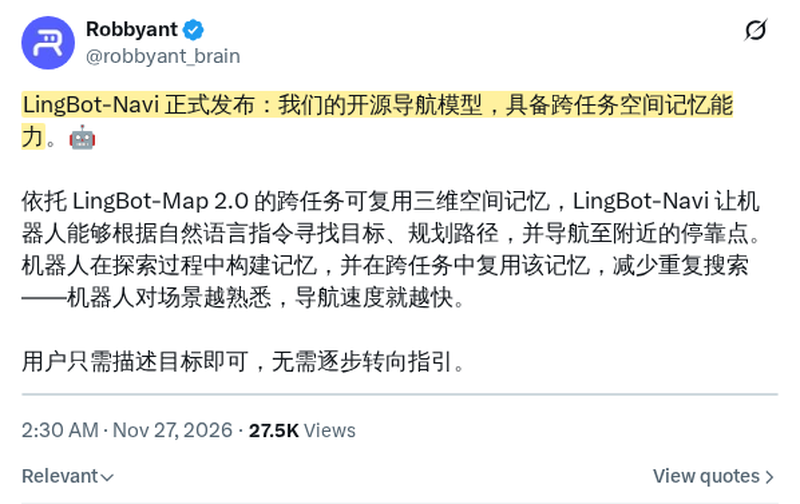 Robbyant
@robbyant_brain
LingBot-Navi 正式发布：我们的开源导航模型，具备跨任务空间记忆能
力。🤖
依托 LingBot-Map 2.0 的跨任务可复用三维空间记忆，LingBot-Navi 让机
器人能够根据自然语言指令寻找目标、规划路径，并导航至附近的停靠点。
机器人在探索过程中构建记忆，并在跨任务中复用该记忆，减少重复搜索
——机器人对场景越熟悉，导航速度就越快。
用户只需描述目标即可，无需逐步转向指引。
2:30 AM · Nov 27, 2026 · 27.5K Views
Relevant
View quotes